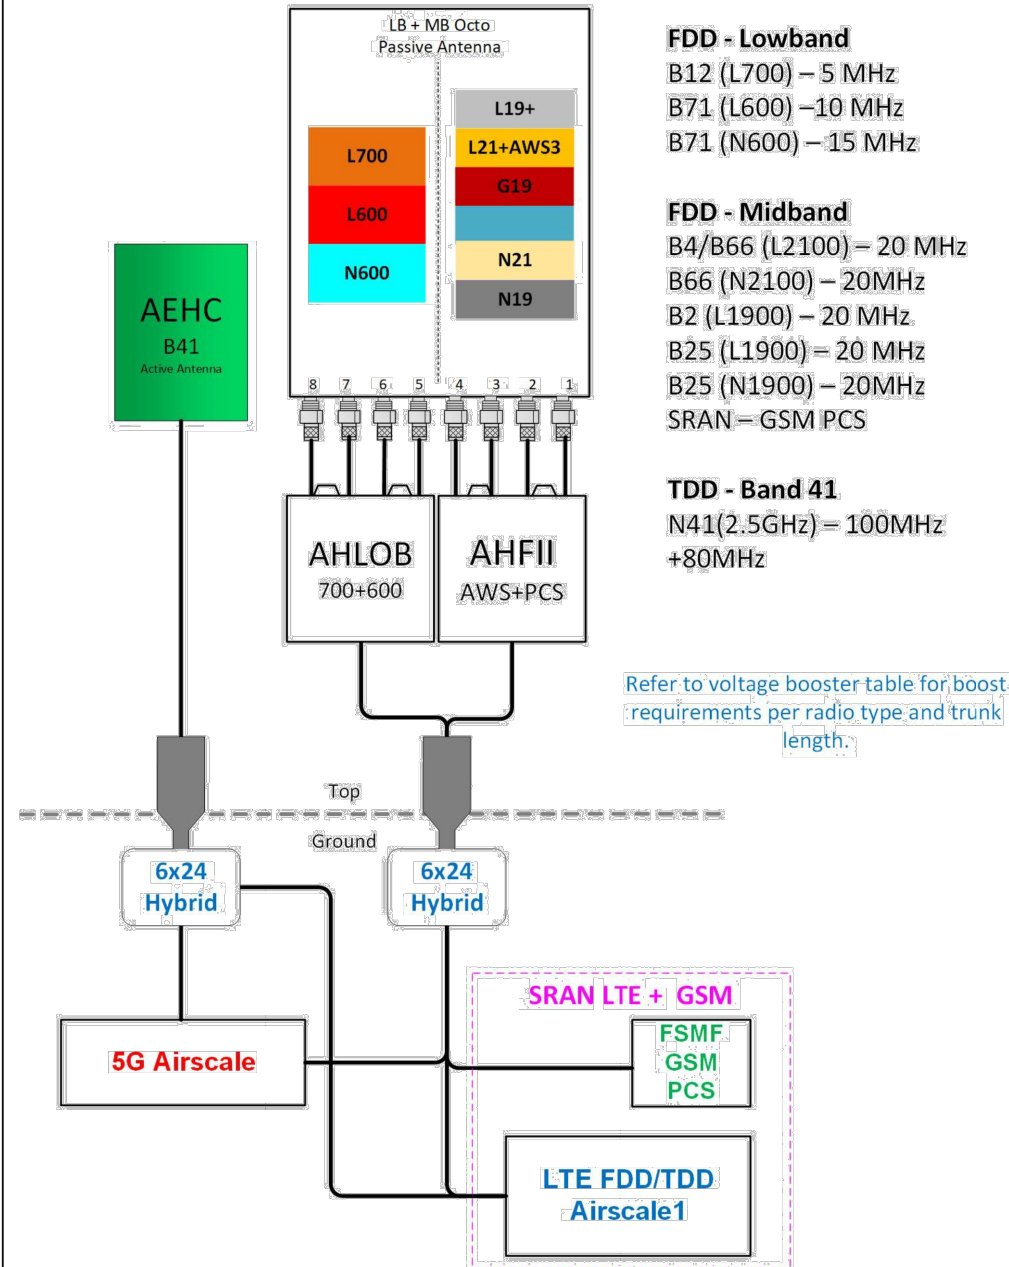 LB + MB Octo
Passive Antenna
L19+
L21+AWS3
G19
N21
N19
L700
L600
N600
AEHC
B41
Active Antenna
8 7 6 5 4 3 2 1
AHLOB
700+600
AHFII
AWS+PCS
FDD - Lowband
B12 (L700) – 5 MHz
B71 (L600) –10 MHz
B71 (N600) – 15 MHz
FDD - Midband
B4/B66 (L2100) – 20 MHz
B66 (N2100) – 20MHz
B2 (L1900) – 20 MHz
B25 (L1900) – 20 MHz
B25 (N1900) – 20MHz
SRAN – GSM PCS
TDD - Band 41
N41(2.5GHz) – 100MHz
+80MHz
Refer to voltage booster table for boost
requirements per radio type and trunk
length.
Top
Ground
6x24
Hybrid
6x24
Hybrid
5G Airscale
SRAN LTE + GSM
FSMF
GSM
PCS
LTE FDD/TDD
Airscale1